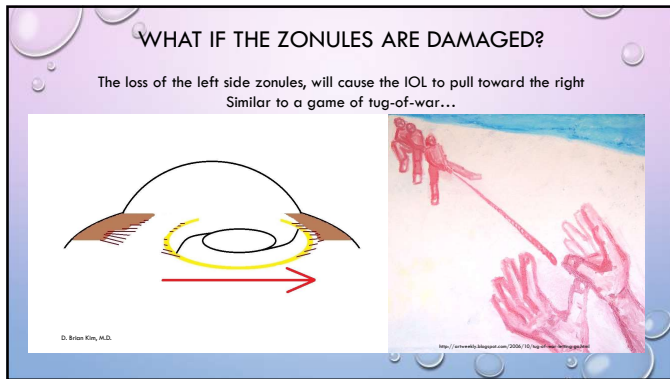 WHAT IF THE ZONULES ARE DAMAGED?
The loss of the left side zonules, will cause the IOL to pull toward the right
Similar to a game of tug-of-war…
D. Brian Kim, M.D.